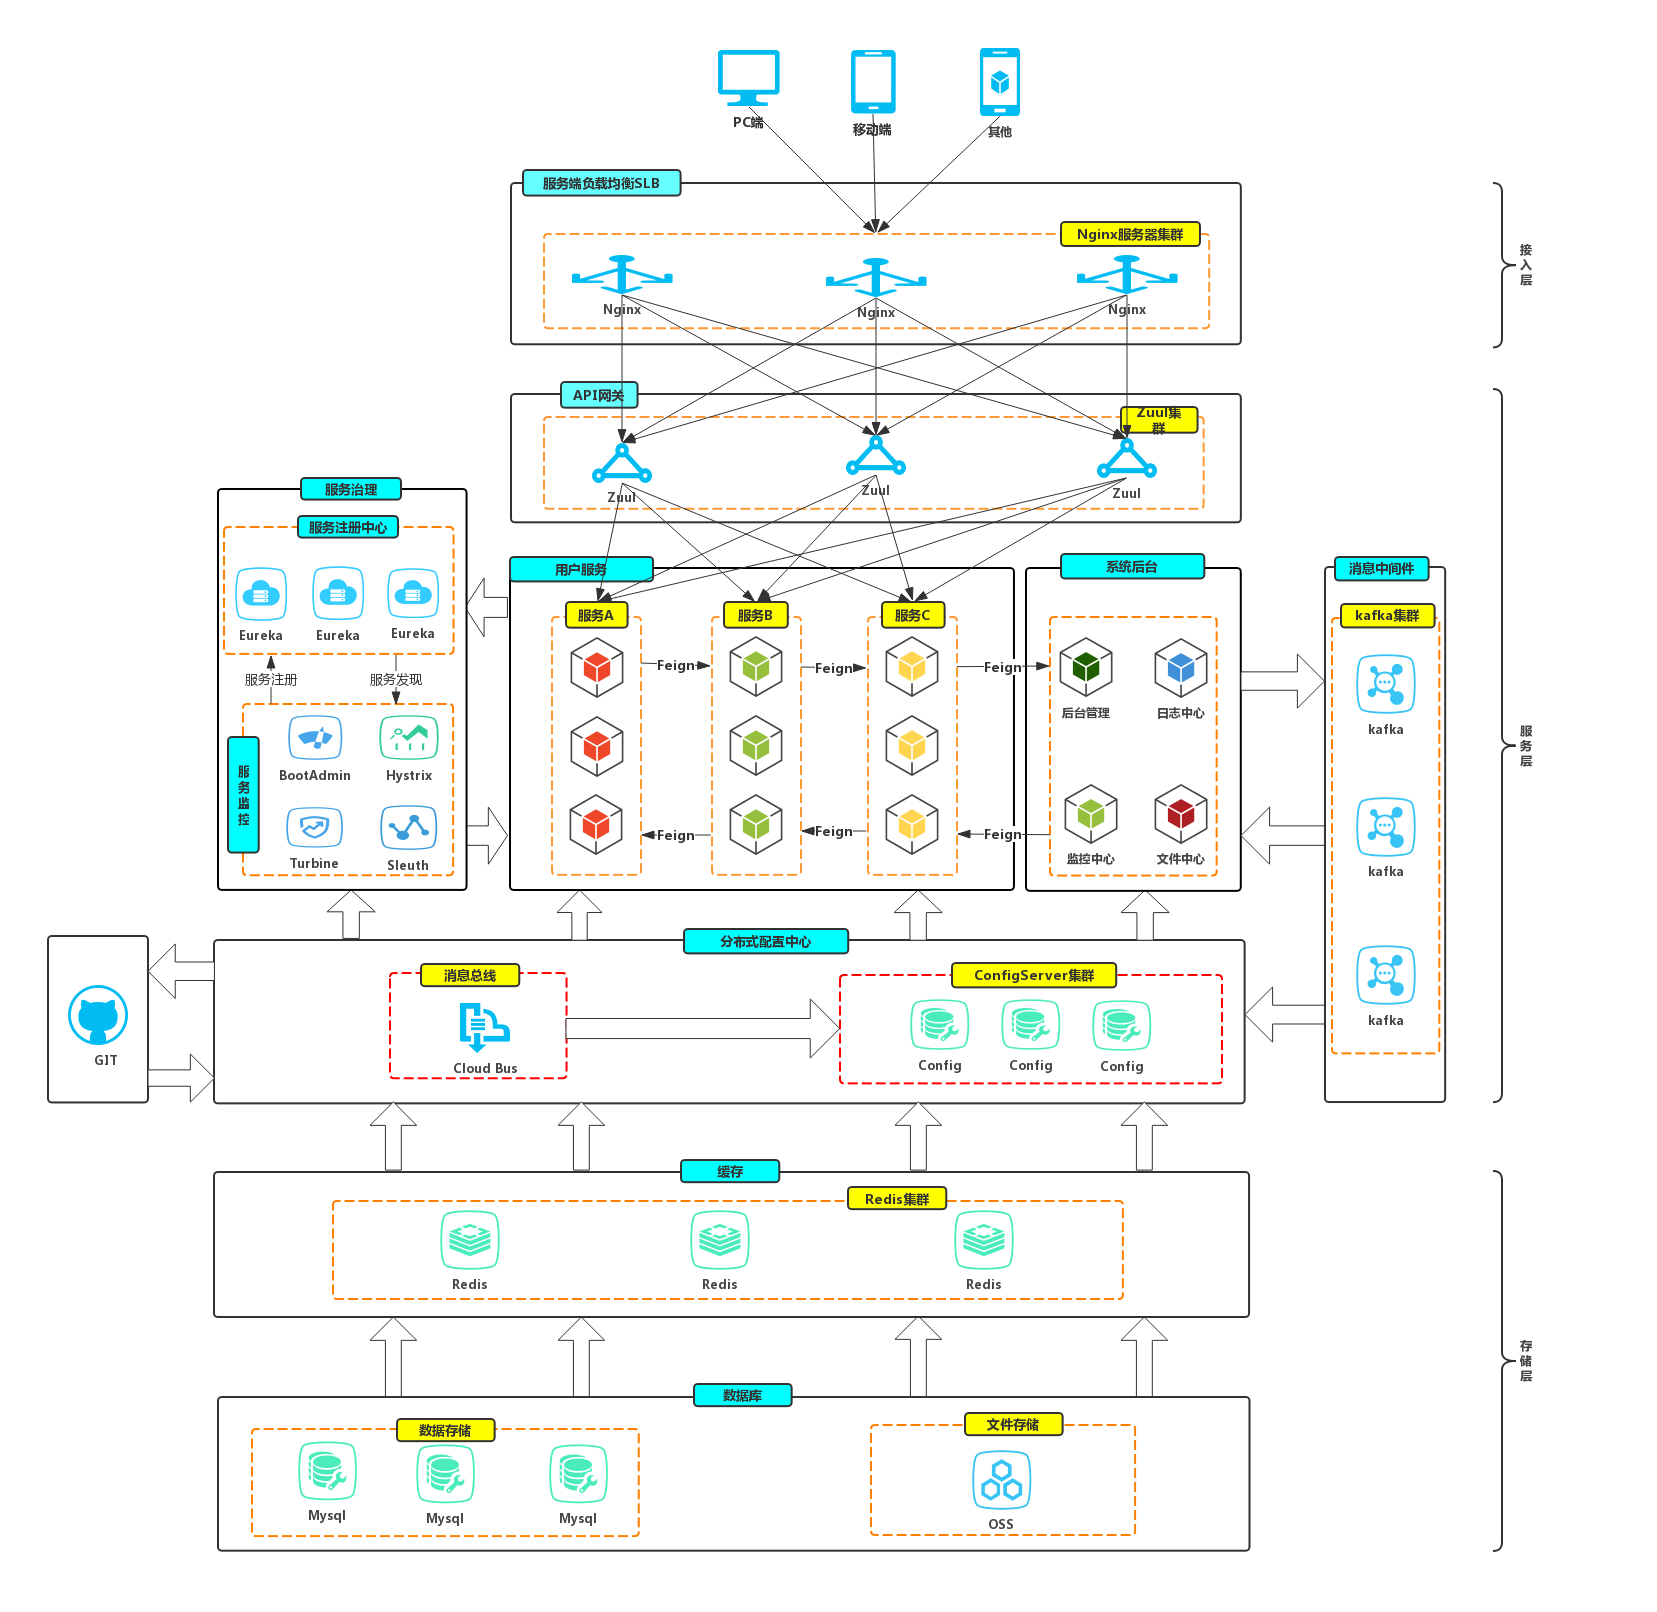 PC端
移动端
其他
服务端负载均衡SLB
Nginx服务器集群
Nginx
Nginx
Nginx
接
入
层
API网关
Zuul集
群
Zuul
Zuul
Zuul
服务治理
服务注册中心
Eureka
Eureka
Eureka
服务注册
服务发现
服
务
监
控
BootAdmin
Hystrix
Turbine
Sleuth
用户服务
服务A
服务B
服务C
Feign
Feign
Feign
Feign
Feign
Feign
系统后台
后台管理
日志中心
监控中心
文件中心
消息中间件
kafka集群
kafka
kafka
kafka
服
务
层
GIT
分布式配置中心
消息总线
Cloud Bus
ConfigServer集群
Config
Config
Config
缓存
Redis集群
Redis
Redis
Redis
存
储
层
数据库
数据存储
Mysql
Mysql
Mysql
文件存储
OSS